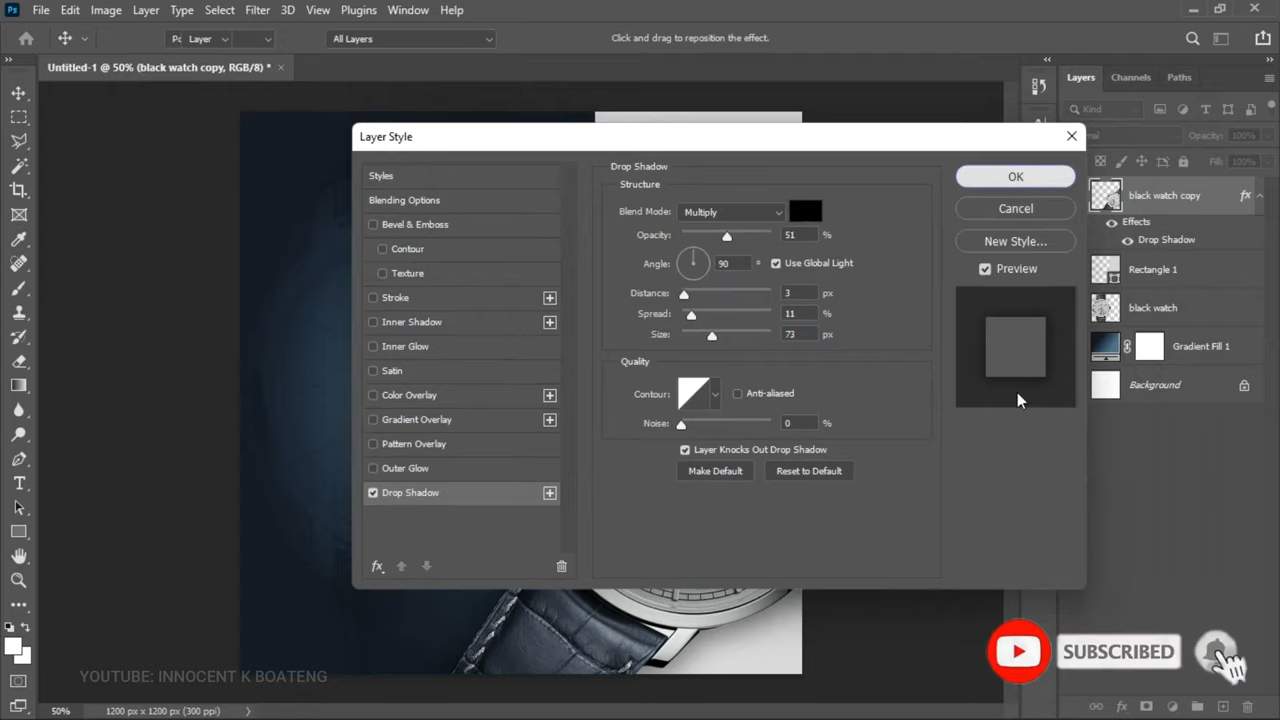 Ps File Edit Image Layer Type Select Filter 3D View Plugins Window Help
Layer All Layers Click and drag to reposition the effect.
Untitled-1 @ 50% (black watch copy, RGB/8) * ×
Layers Channels Paths
Kind
Opacity: 100%
Fill: 100%
black watch copy fx
Effects
Drop Shadow
Rectangle 1
black watch
Gradient Fill 1
Background
Layer Style
Styles
Blending Options
Bevel & Emboss
Contour
Texture
Stroke
Inner Shadow
Inner Glow
Satin
Color Overlay
Gradient Overlay
Pattern Overlay
Outer Glow
Drop Shadow
fx
Drop Shadow
Structure
Blend Mode: Multiply
Opacity: 51 %
Angle: 90 ° Use Global Light
Distance: 3 px
Spread: 11 px
Size: 73 px
Quality
Contour: Anti-aliased
Noise: 0 %
Layer Knocks Out Drop Shadow
Make Default Reset to Default
OK
Cancel
New Style...
Preview
SUBSCRIBED
YOUTUBE: INNOCENT K BOATENG
50% 1200 px x 1200 px (300 ppi)